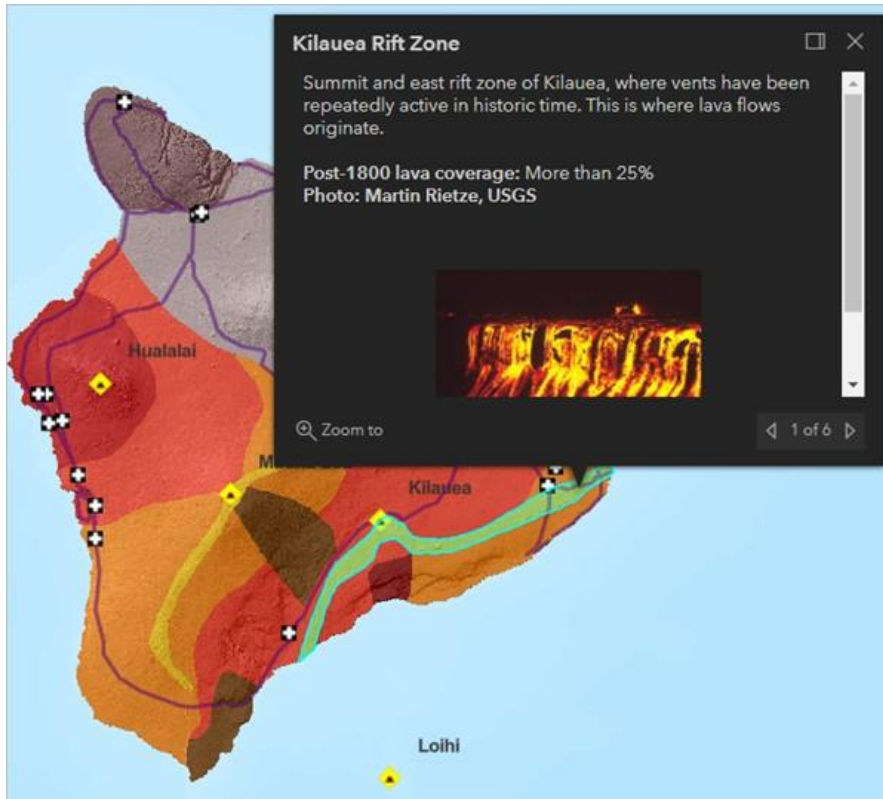 Kilauea Rift Zone
Summit and east rift zone of Kilauea, where vents have been
repeatedly active in historic time. This is where lava flows
originate.
Post-1800 lava coverage: More than 25%
Photo: Martin Rietze, USGS
Zoom to
1 of 6
Hualalai
Kilauea
Loihi